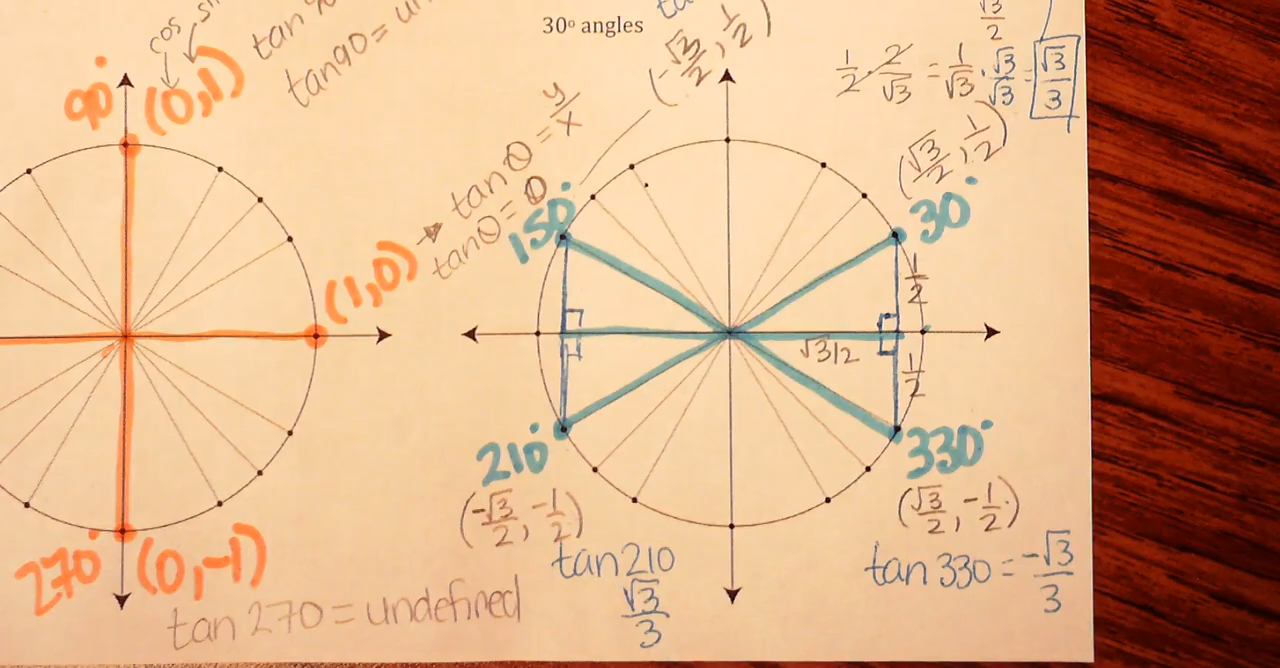 cos sin
90°
(0,1)
tan90=
(1,0)
270°
(0,-1)
tan 270 = undefined
30° angles
tanθ = y/x
tanθ = 0
(-√3/2, 1/2)
150°
1/2 · 2/√3 = 1/√3 · √3/√3 = √3/3
√3/2
(√3/2, 1/2)
30°
1/2
√3/2
1/2
210°
(-√3/2, -1/2)
tan 210
√3/3
330°
(√3/2, -1/2)
tan 330 = -√3/3